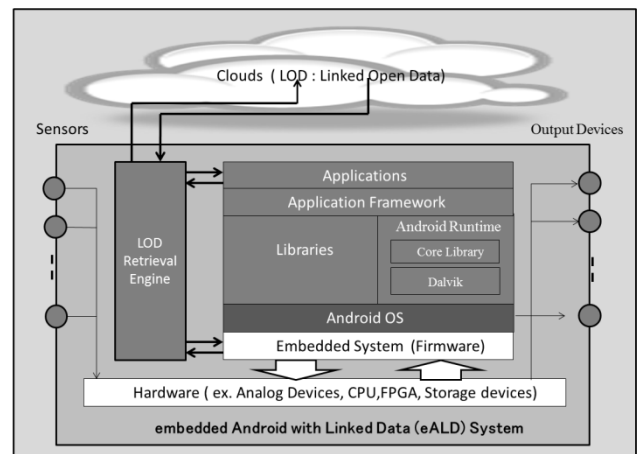 Clouds ( LOD : Linked Open Data)
Sensors
Output Devices
LOD
Retrieval
Engine
Applications
Application Framework
Libraries
Android Runtime
Core Library
Dalvik
Android OS
Embedded System (Firmware)
Hardware ( ex. Analog Devices, CPU,FPGA, Storage devices)
embedded Android with Linked Data (eALD) System